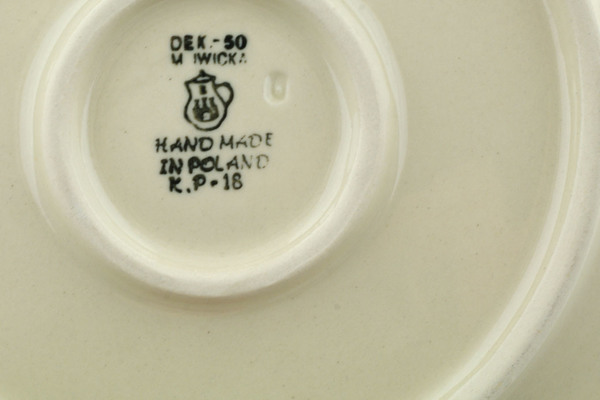 DEK.-50
M. IWICKA
HAND MADE
IN POLAND
K.P-18